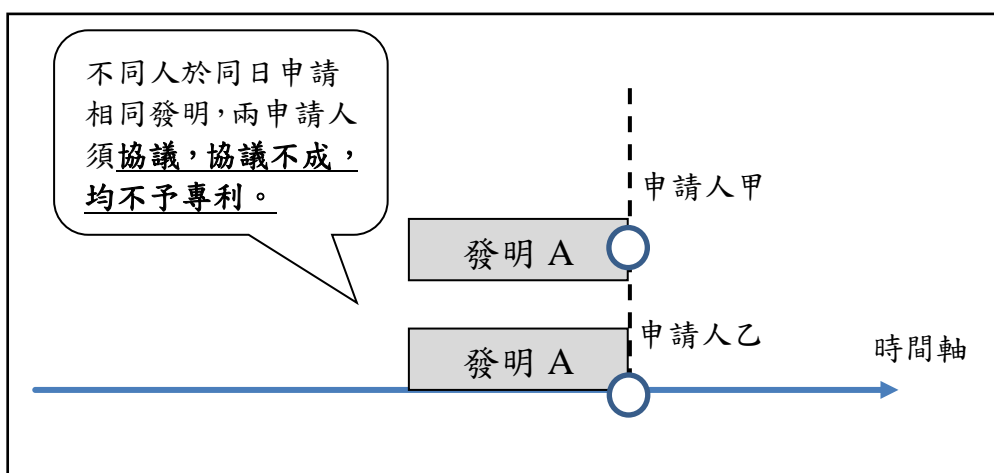 不同人於同日申請
相同發明，兩申請人
須協議，協議不成，
均不予專利。
申請人甲
發明 A
申請人乙
發明 A
時間軸